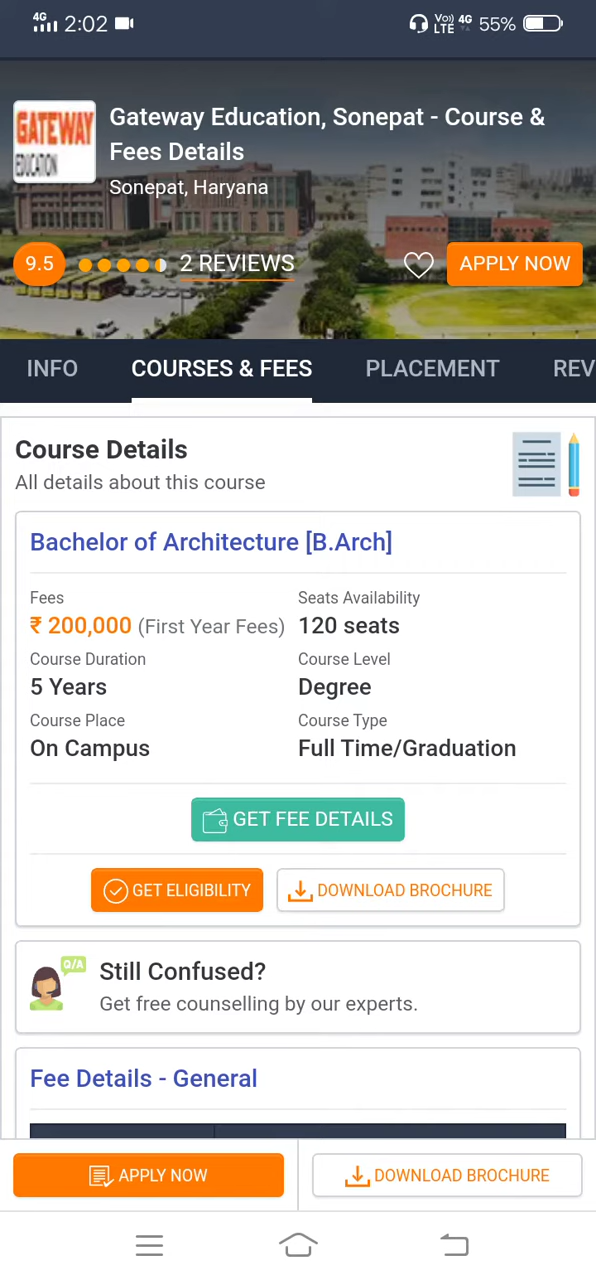 4G 2:02 Vo)) LTE 4G 55%
GATEWAY
EDUCATION
Gateway Education, Sonepat - Course &
Fees Details
Sonepat, Haryana
9.5 2 REVIEWS APPLY NOW
INFO COURSES & FEES PLACEMENT REV
Course Details
All details about this course
Bachelor of Architecture [B.Arch]
Fees Seats Availability
₹ 200,000 (First Year Fees) 120 seats
Course Duration Course Level
5 Years Degree
Course Place Course Type
On Campus Full Time/Graduation
GET FEE DETAILS
GET ELIGIBILITY DOWNLOAD BROCHURE
Q/A
Still Confused?
Get free counselling by our experts.
Fee Details - General
APPLY NOW DOWNLOAD BROCHURE